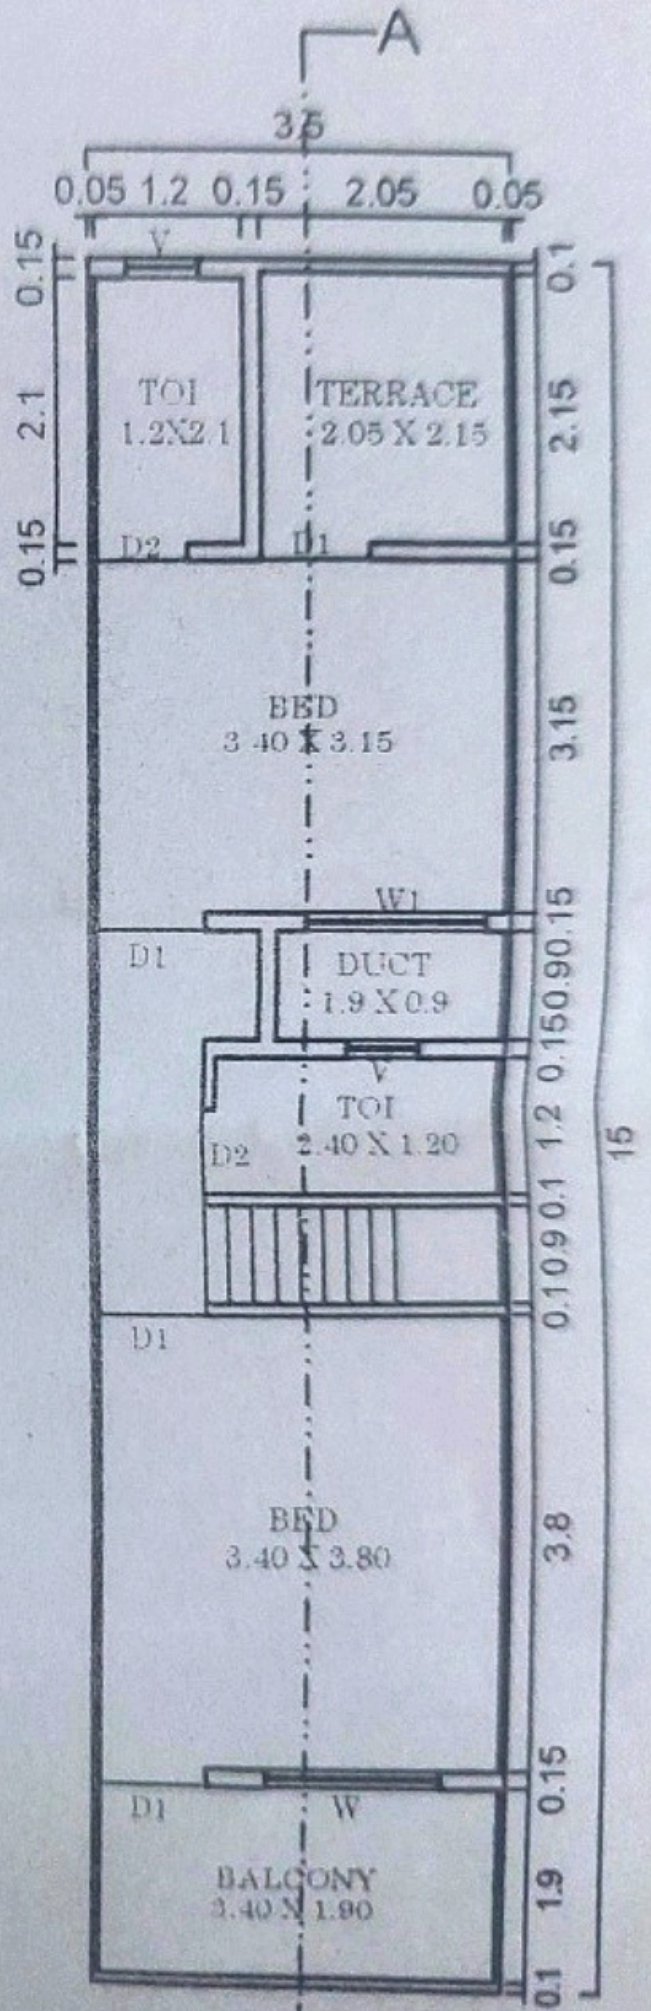 A
3.5
0.05 1.2 0.15 2.05 0.05
V
0.15
2.1
0.15
0.1
2.15
0.15
3.15
0.15
0.9
0.15
1.2
0.1
0.9
0.1
3.8
0.15
1.9
0.1
15
TOI
1.2X2.1
TERRACE
2.05 X 2.15
D2
D1
BED
3.40 X 3.15
W1
D1
DUCT
1.9 X 0.9
V
TOI
2.40 X 1.20
D2
D1
BED
3.40 X 3.80
D1
W
BALCONY
3.40 X 1.90